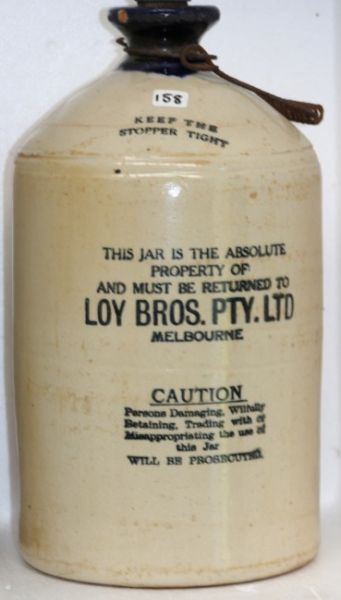 158
KEEP THE
STOPPER TIGHT
THIS JAR IS THE ABSOLUTE
PROPERTY OF
AND MUST BE RETURNED TO
LOY BROS. PTY. LTD
MELBOURNE
CAUTION
Persons Damaging, Wilfully
Retaining, Trading with or
Misappropriating the use of
this Jar
WILL BE PROSECUTED.